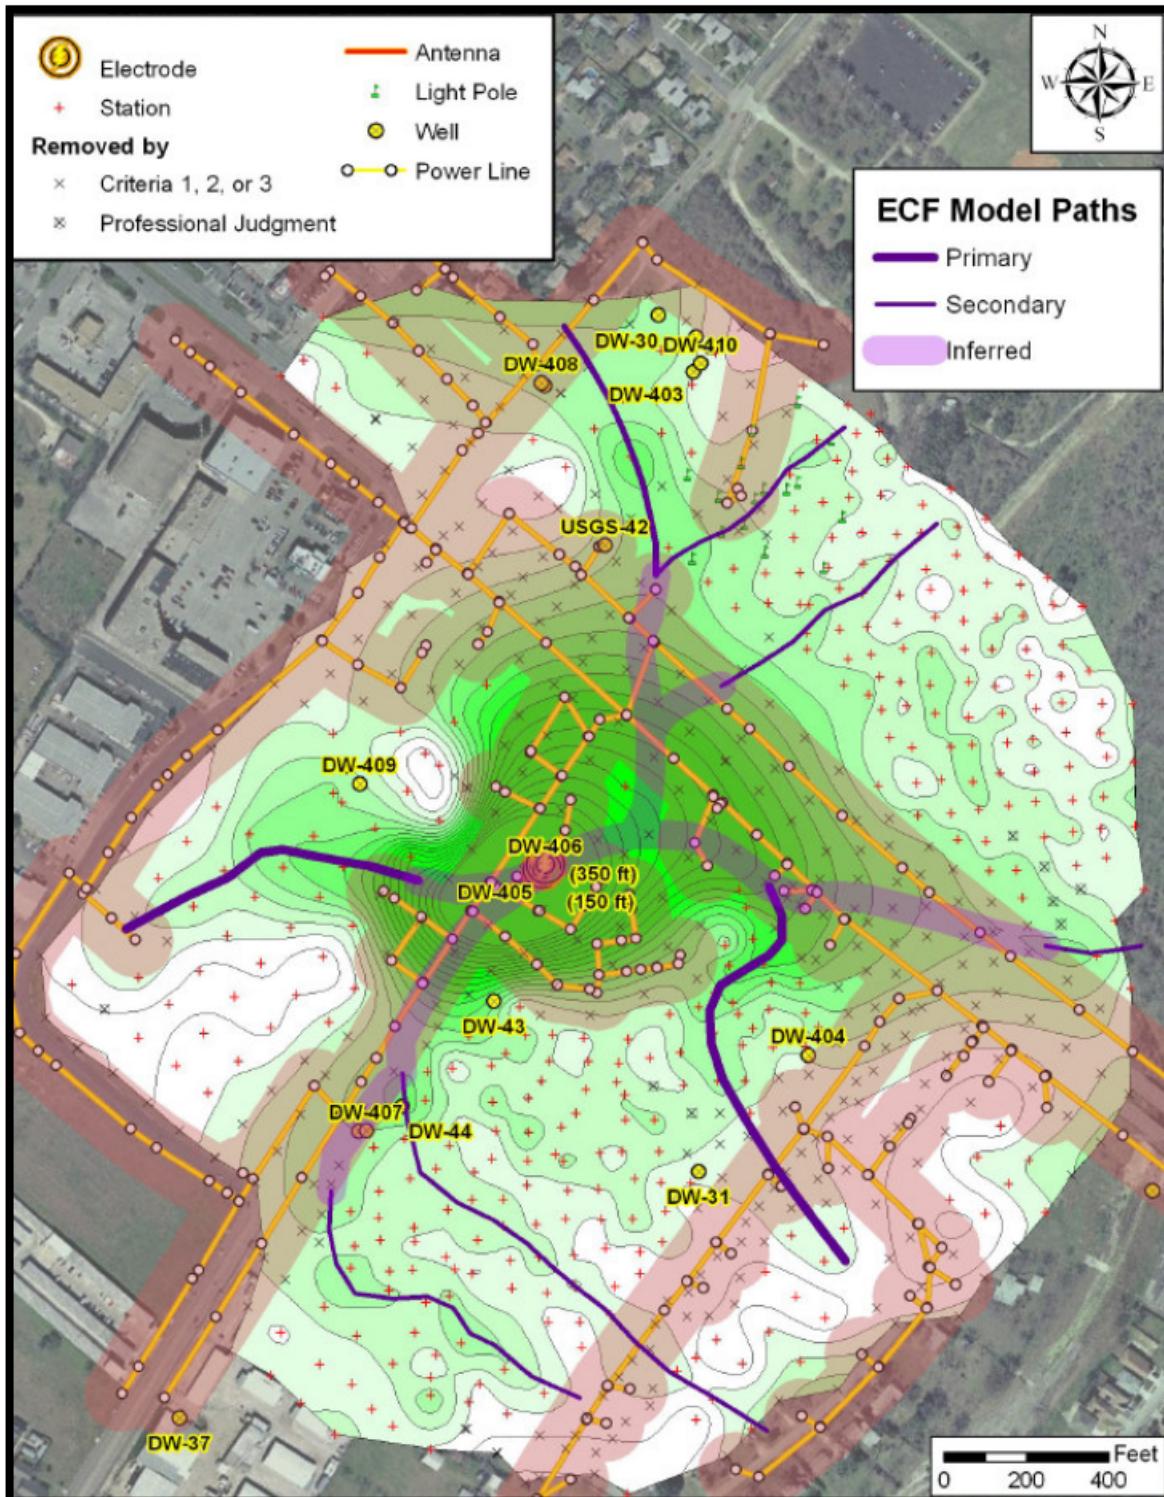 Electrode
Station
Removed by
Criteria 1, 2, or 3
Professional Judgment
Antenna
Light Pole
Well
Power Line
N
W E
S
ECF Model Paths
Primary
Secondary
Inferred
DW-30
DW-410
DW-408
DW-403
USGS-42
DW-409
DW-406
(350 ft)
DW-405
(150 ft)
DW-43
DW-404
DW-407
DW-44
DW-31
DW-37
Feet
0 200 400